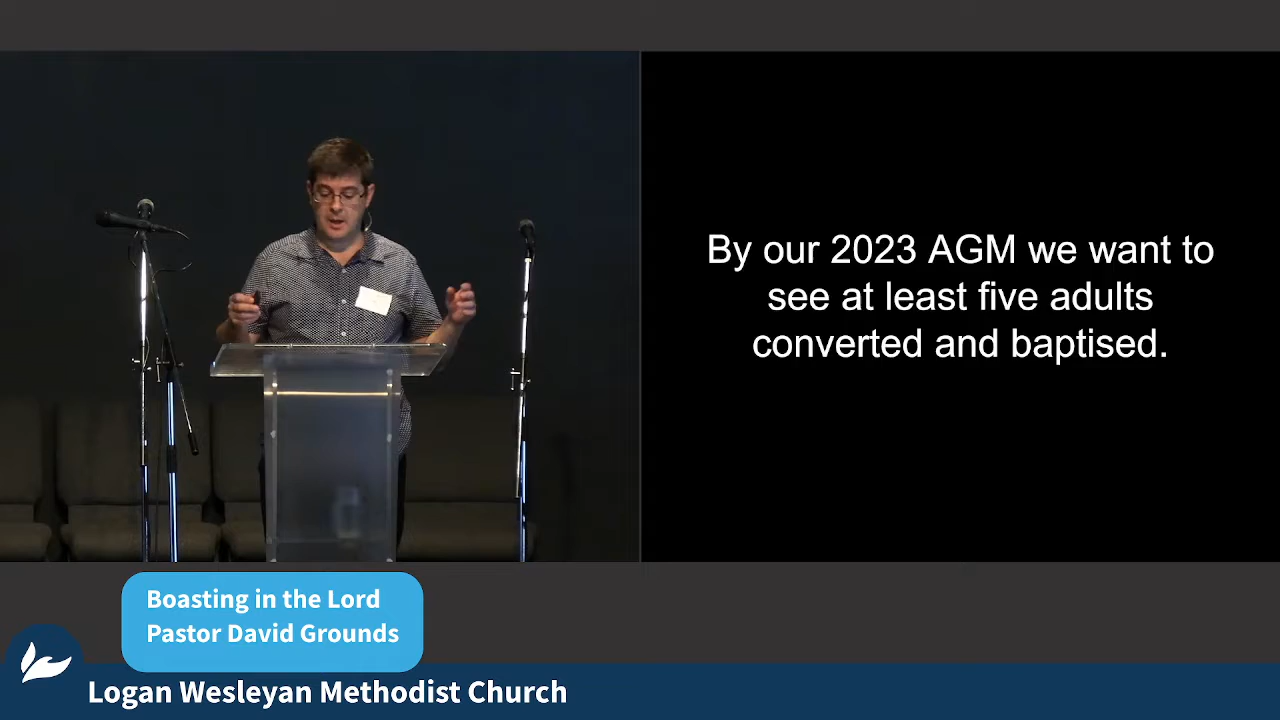 By our 2023 AGM we want to
see at least five adults
converted and baptised.
Boasting in the Lord
Pastor David Grounds
Logan Wesleyan Methodist Church